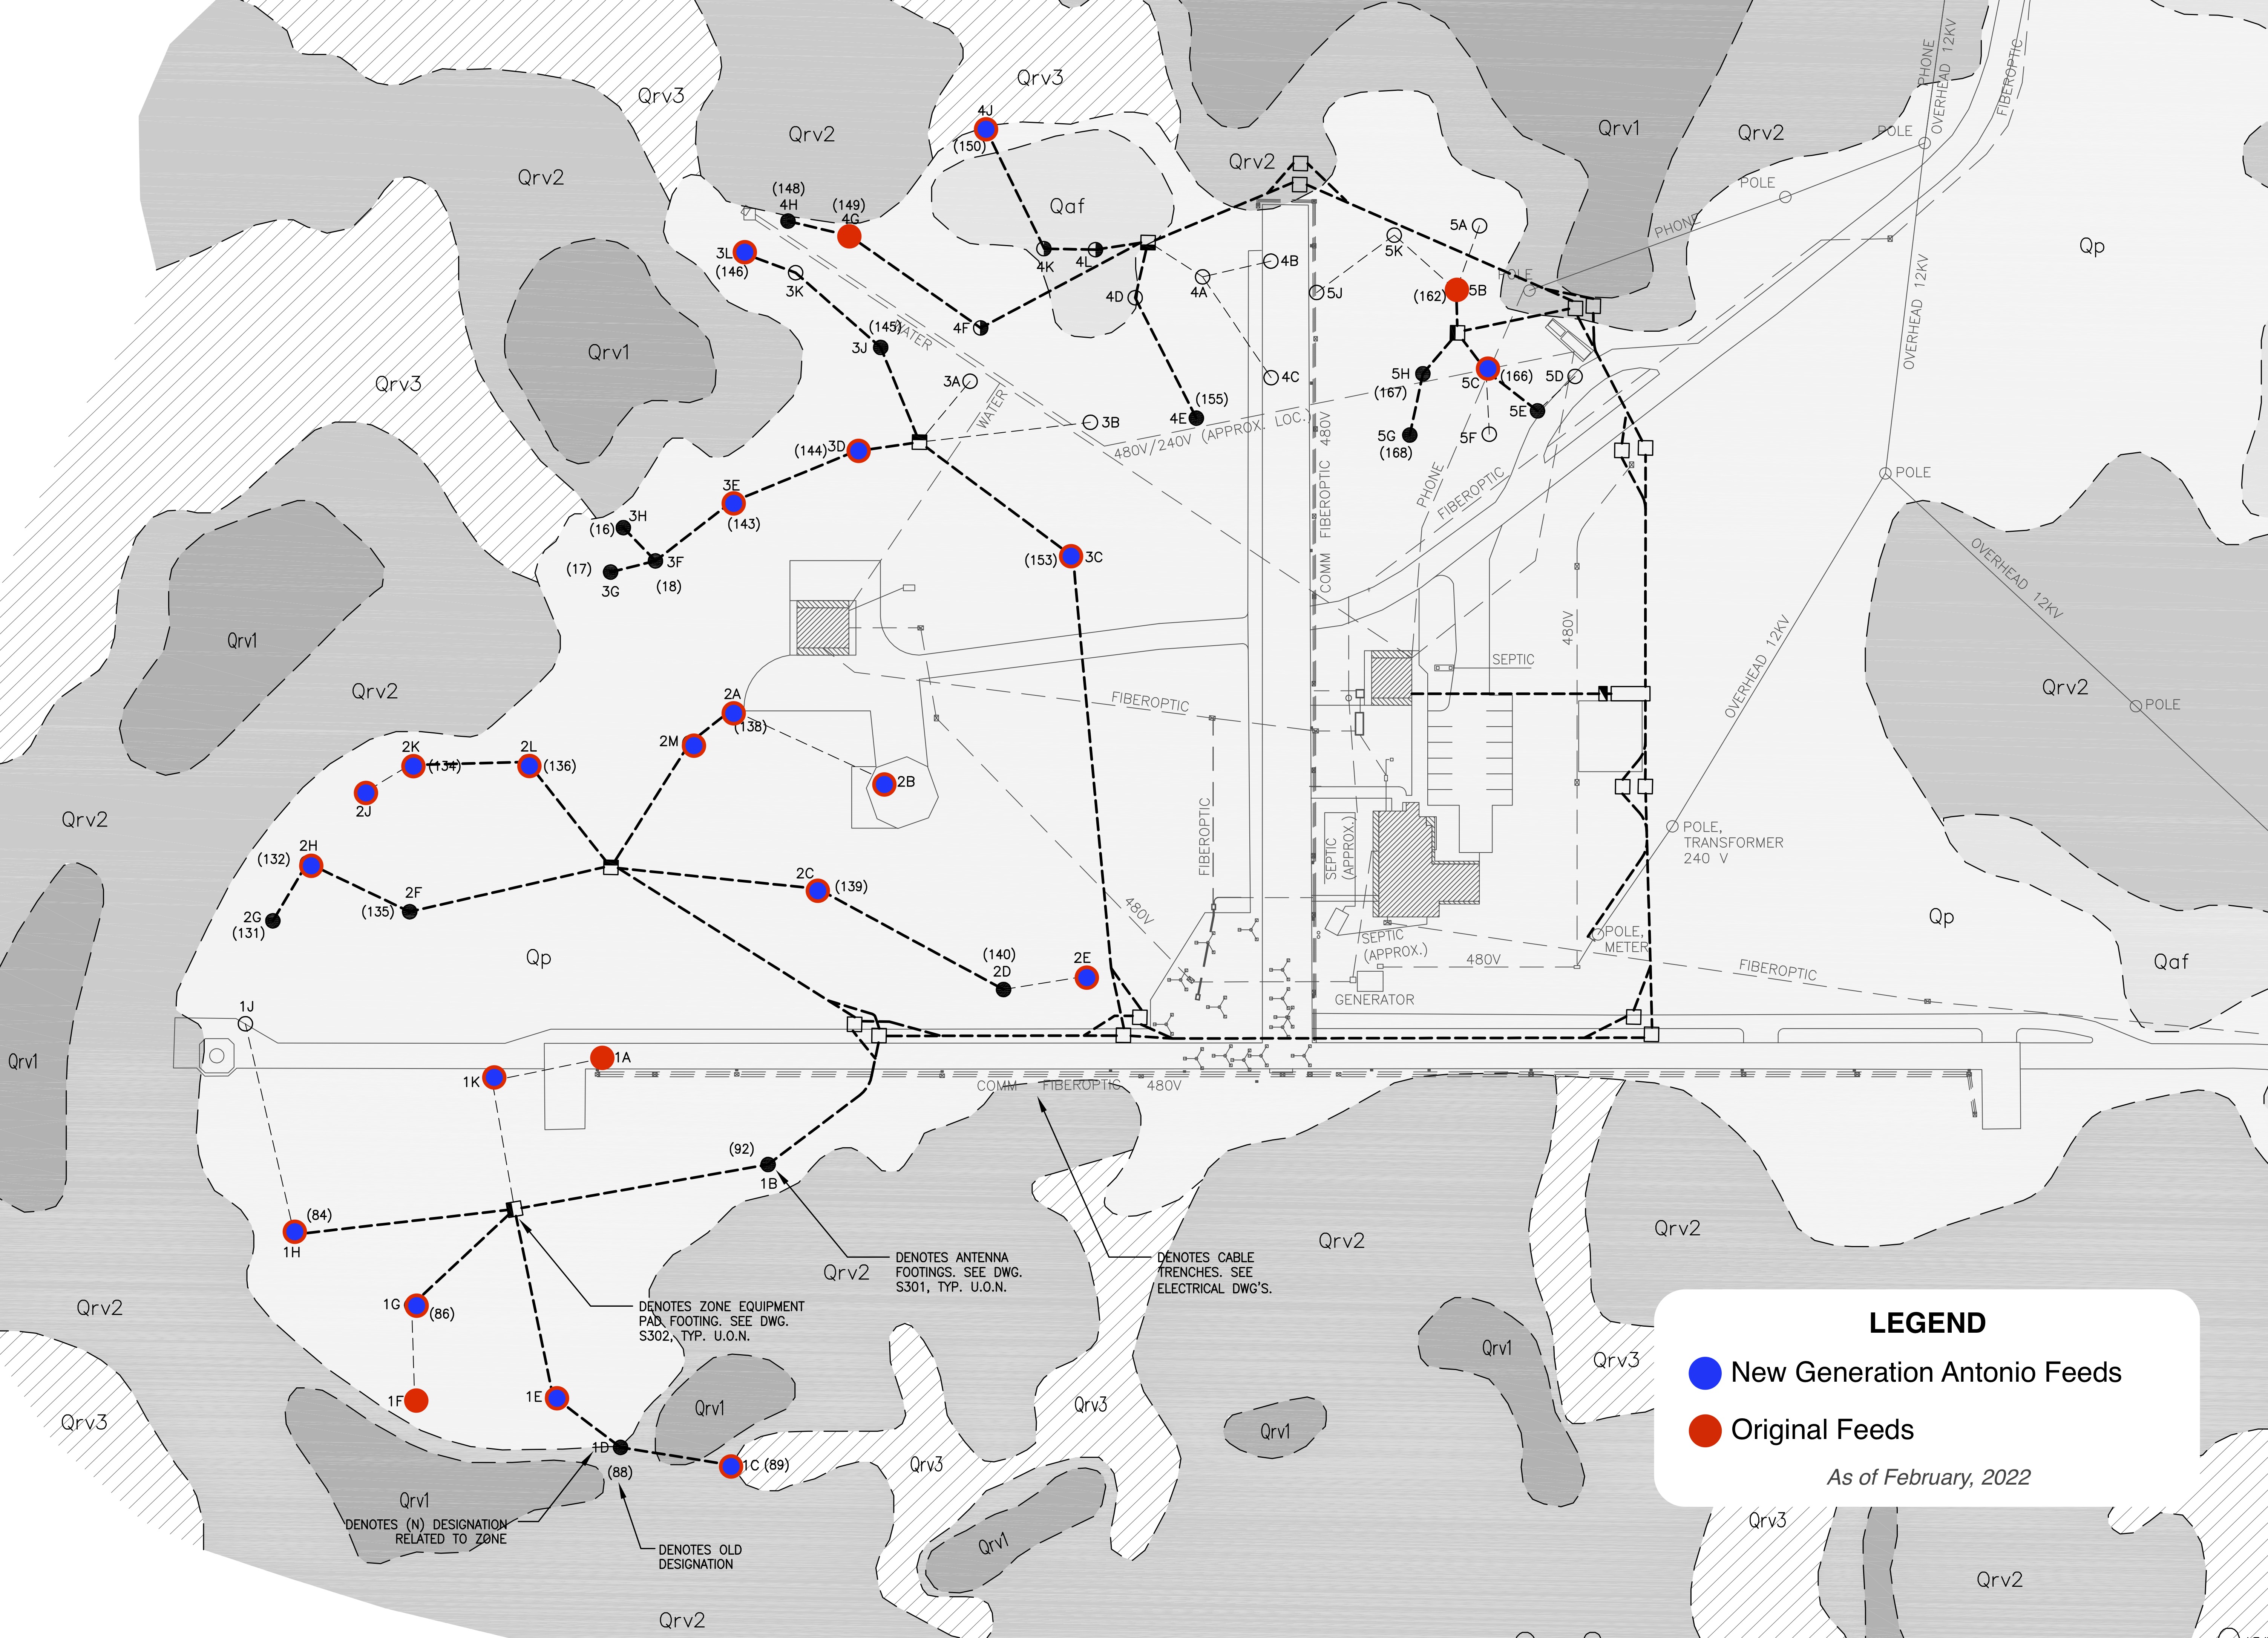 Qrv3
Qrv3
Qrv2
Qrv2
Qrv2
Qrv1
Qrv2
Qp
PHONE
OVERHEAD 12KV
FIBEROPTIC
POLE
POLE
PHONE
POLE
OVERHEAD 12KV
4J
(150)
Qaf
(148)
4H
(149)
4G
3L
(146)
3K
4K
4L
4D
4A
4B
4C
4F
(145)
3J
WATER
WATER
3A
3B
4E
(155)
480V/240V (APPROX. LOC.)
5A
5K
5J
(162)
5B
5H
(167)
5C
(166)
5D
5E
5F
5G
(168)
PHONE
FIBEROPTIC
COMM FIBEROPTIC 480V
Qrv1
Qrv3
(144)
3D
3E
(143)
3H
(16)
3F
(17)
3G
(18)
(153)
3C
POLE
OVERHEAD 12KV
OVERHEAD 12KV
POLE
Qrv2
Qrv1
Qrv2
480V
SEPTIC
FIBEROPTIC
2A
(138)
2M
2B
2K
(134)
2L
(136)
2J
Qrv2
2H
(132)
2F
(135)
2G
(131)
2C
(139)
(140)
2D
2E
FIBEROPTIC
480V
SEPTIC
(APPROX.)
SEPTIC
(APPROX.)
POLE,
TRANSFORMER
240 V
POLE,
METER
480V
FIBEROPTIC
GENERATOR
Qp
Qaf
Qp
1J
Qrv1
1A
1K
COMM FIBEROPTIC 480V
(92)
1B
(84)
1H
1G
(86)
1F
1E
1D
(88)
1C (89)
Qrv2
Qrv2
Qrv2
Qrv2
DENOTES ANTENNA
FOOTINGS. SEE DWG.
S301, TYP. U.O.N.
DENOTES CABLE
TRENCHES. SEE
ELECTRICAL DWG'S.
DENOTES ZONE EQUIPMENT
PAD FOOTING. SEE DWG.
S302, TYP. U.O.N.
Qrv3
Qrv1
Qrv3
Qrv1
Qrv1
Qrv3
Qrv3
Qrv1
Qrv1
DENOTES (N) DESIGNATION
RELATED TO ZONE
DENOTES OLD
DESIGNATION
Qrv2
Qrv3
Qrv2
LEGEND
New Generation Antonio Feeds
Original Feeds
As of February, 2022